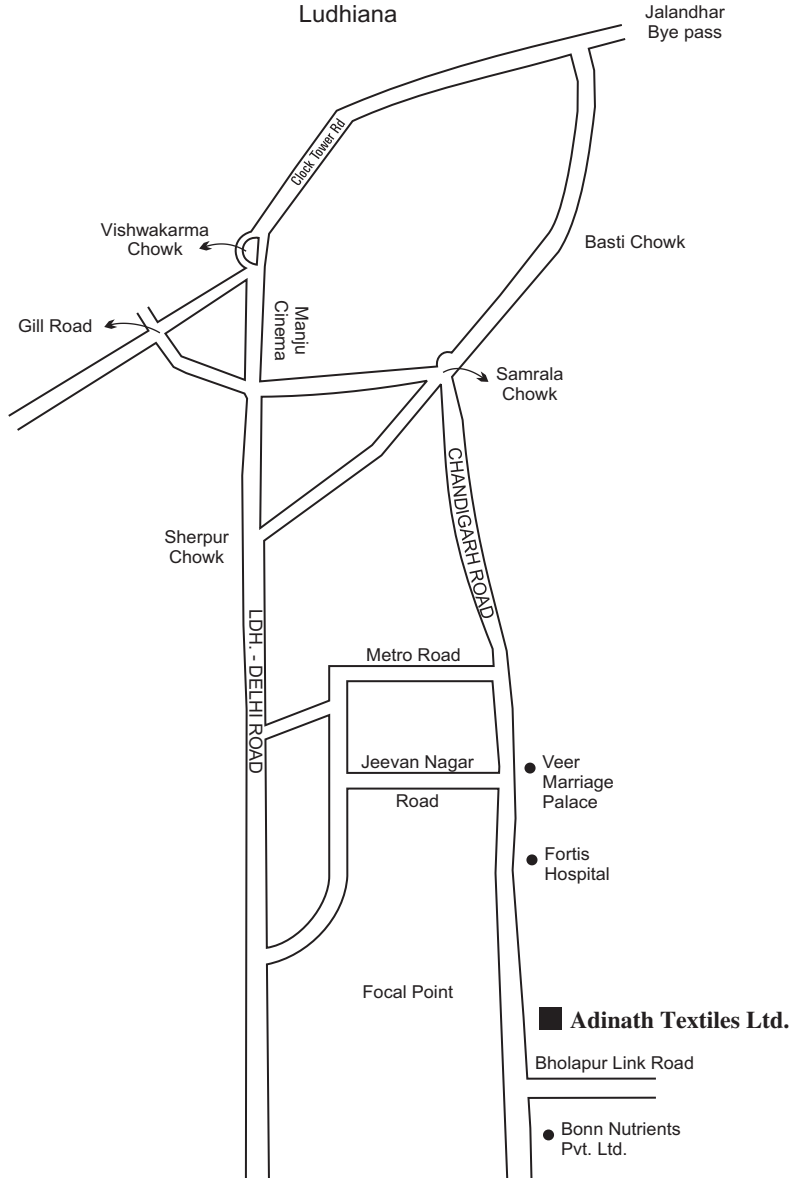 Ludhiana
Jalandhar
Bye pass
Clock Tower Rd
Vishwakarma
Chowk
Basti Chowk
Gill Road
Manju
Cinema
Samrala
Chowk
CHANDIGARH ROAD
Sherpur
Chowk
LDH. - DELHI ROAD
Metro Road
Jeevan Nagar
Road
Veer
Marriage
Palace
Fortis
Hospital
Focal Point
Adinath Textiles Ltd.
Bholapur Link Road
Bonn Nutrients
Pvt. Ltd.